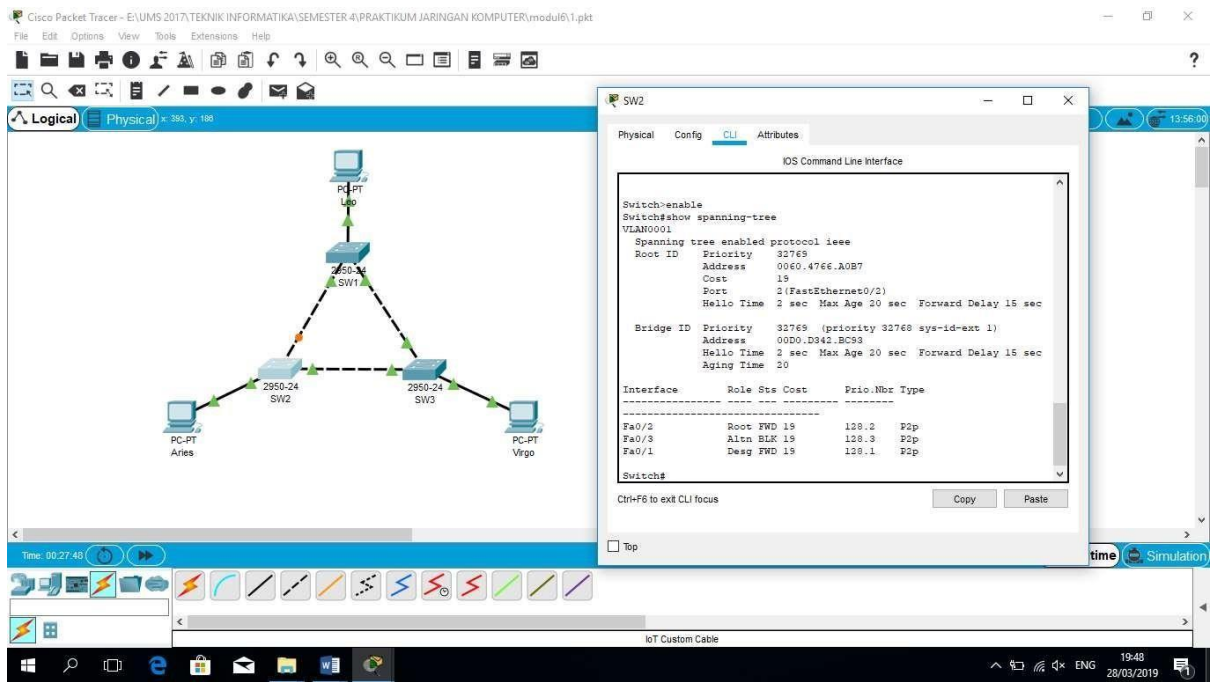 Cisco Packet Tracer - E:\UMS 2017\TEKNIK INFORMATIKA\SEMESTER 4\PRAKTIKUM JARINGAN KOMPUTER\modul6\1.pkt
File Edit Options View Tools Extensions Help
?
Logical Physical x: 393, y: 186 13:56:00
PC-PT
Leo
2950-24
SW1
2950-24
SW2
2950-24
SW3
PC-PT
Aries
PC-PT
Virgo
SW2
Physical Config CLI Attributes
IOS Command Line Interface
Switch>enable
Switch#show spanning-tree
VLAN0001
Spanning tree enabled protocol ieee
Root ID Priority 32769
Address 0060.4766.A0B7
Cost 19
Port 2(FastEthernet0/2)
Hello Time 2 sec Max Age 20 sec Forward Delay 15 sec
Bridge ID Priority 32769 (priority 32768 sys-id-ext 1)
Address 00D0.D342.BC93
Hello Time 2 sec Max Age 20 sec Forward Delay 15 sec
Aging Time 20
Interface Role Sts Cost Prio.Nbr Type
---------------- ---- --- --------- -------- --------------------------------
Fa0/2 Root FWD 19 128.2 P2p
Fa0/3 Altn BLK 19 128.3 P2p
Fa0/1 Desg FWD 19 128.1 P2p
Switch#
Ctrl+F6 to exit CLI focus Copy Paste
Top
Time: 00:27:48 time Simulation
IoT Custom Cable
ENG 19:48
28/03/2019